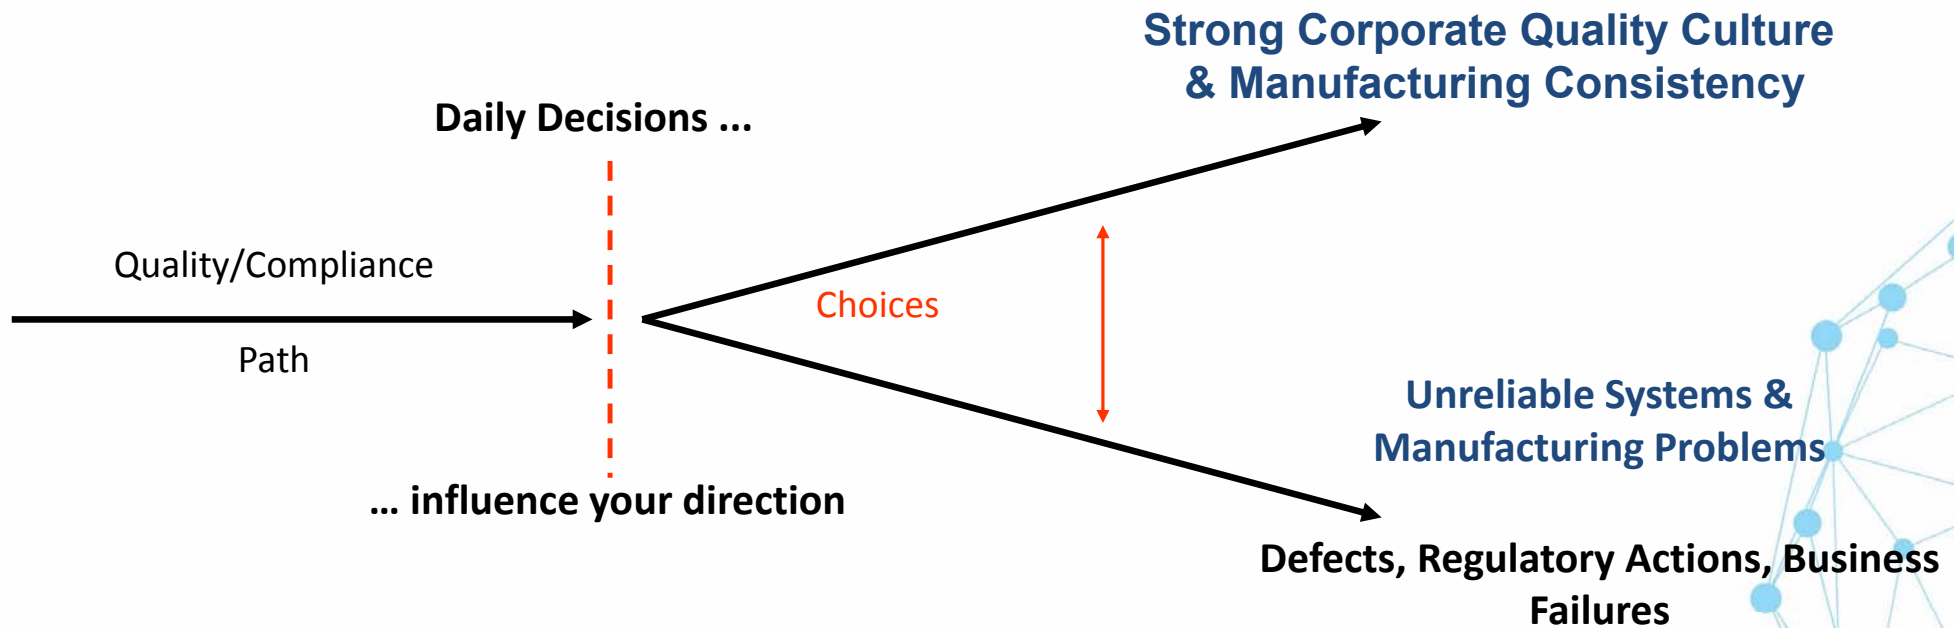 Strong Corporate Quality Culture
& Manufacturing Consistency
Daily Decisions ...
Quality/Compliance
Path
Choices
... influence your direction
Unreliable Systems &
Manufacturing Problems
Defects, Regulatory Actions, Business
Failures